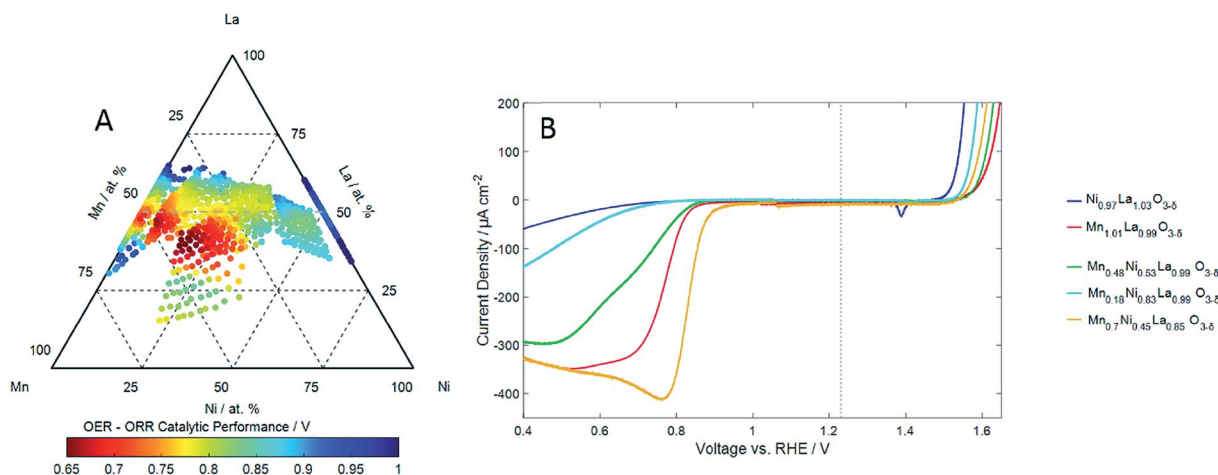 La
100
A
25
75
Mn / at. %
La / at. %
50
50
75
25
100
100
Mn
25
50
75
Ni
Ni / at. %
OER - ORR Catalytic Performance / V
0.65 0.7 0.75 0.8 0.85 0.9 0.95 1
B
200
100
0
-100
-200
-300
-400
Current Density / µA cm⁻²
0.4 0.6 0.8 1.0 1.2 1.4 1.6
Voltage vs. RHE / V
Ni₀.₉₇La₁.₀₃O₃₋δ
Mn₁.₀₁La₀.₉₉O₃₋δ
Mn₀.₄₈Ni₀.₅₃La₀.₉₉ O₃₋δ
Mn₀.₁₈Ni₀.₈₃La₀.₉₉ O₃₋δ
Mn₀.₇Ni₀.₄₅La₀.₈₅ O₃₋δ